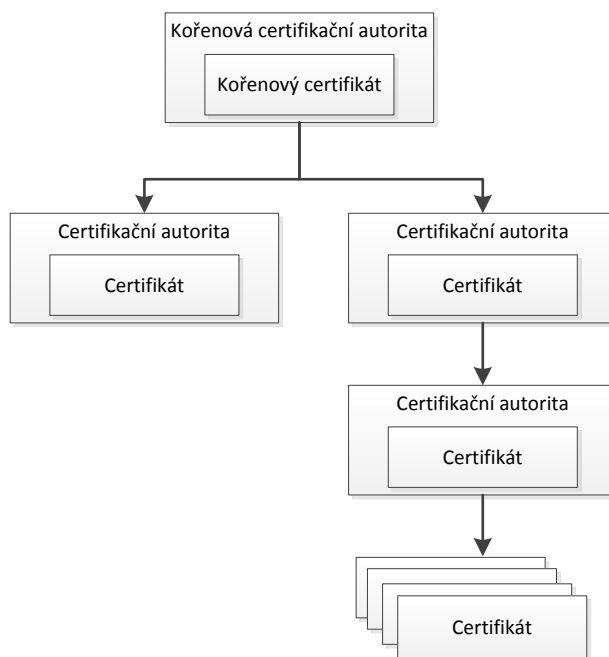 Kořenová certifikační autorita
Kořenový certifikát
Certifikační autorita
Certifikát
Certifikační autorita
Certifikát
Certifikační autorita
Certifikát
Certifikát